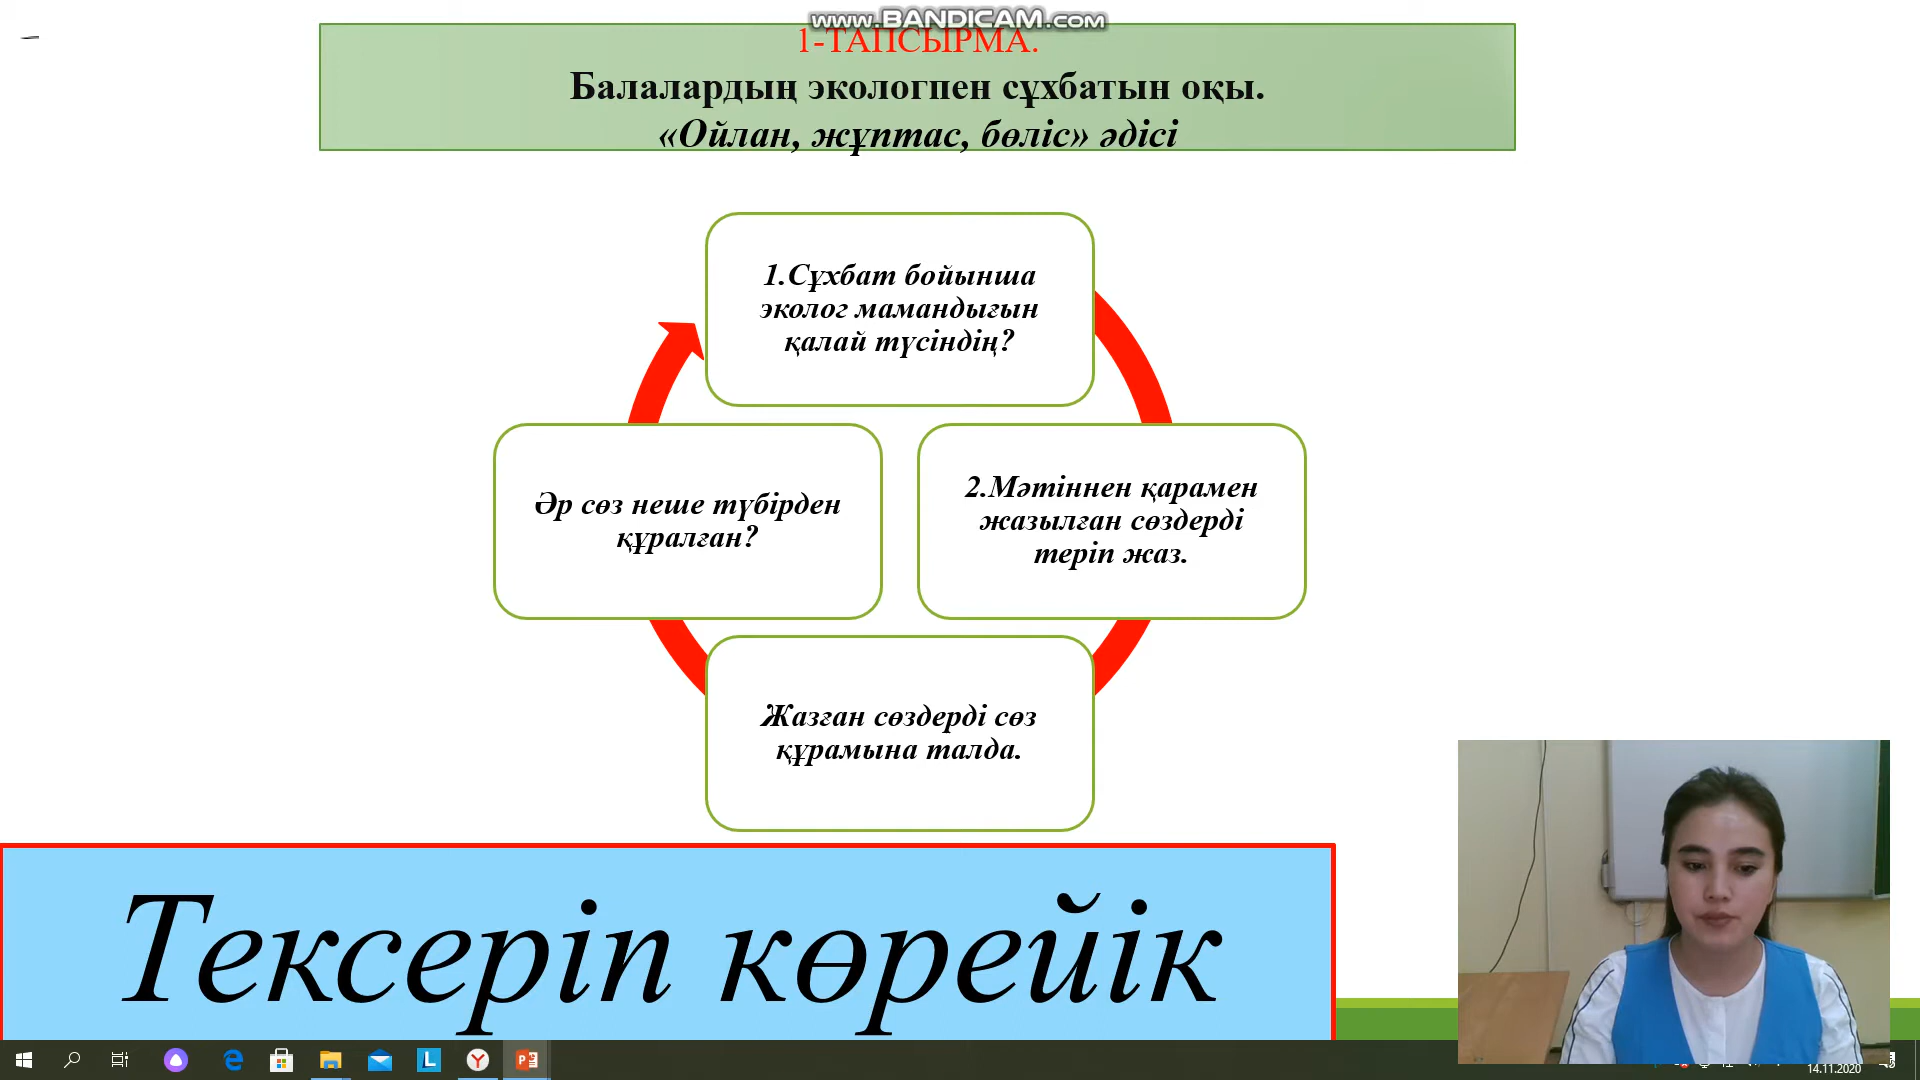 www.BANDICAM.com
1-ТАПСЫРМА.
Балалардың экологпен сұхбатын оқы.
«Ойлан, жұптас, бөліс» әдісі
1.Сұхбат бойынша
эколог мамандығын
қалай түсіндің?
Әр сөз неше түбірден
құралған?
2.Мәтіннен қарамен
жазылған сөздерді
теріп жаз.
Жазған сөздерді сөз
құрамына талда.
Тексеріп көрейік
14.11.2020